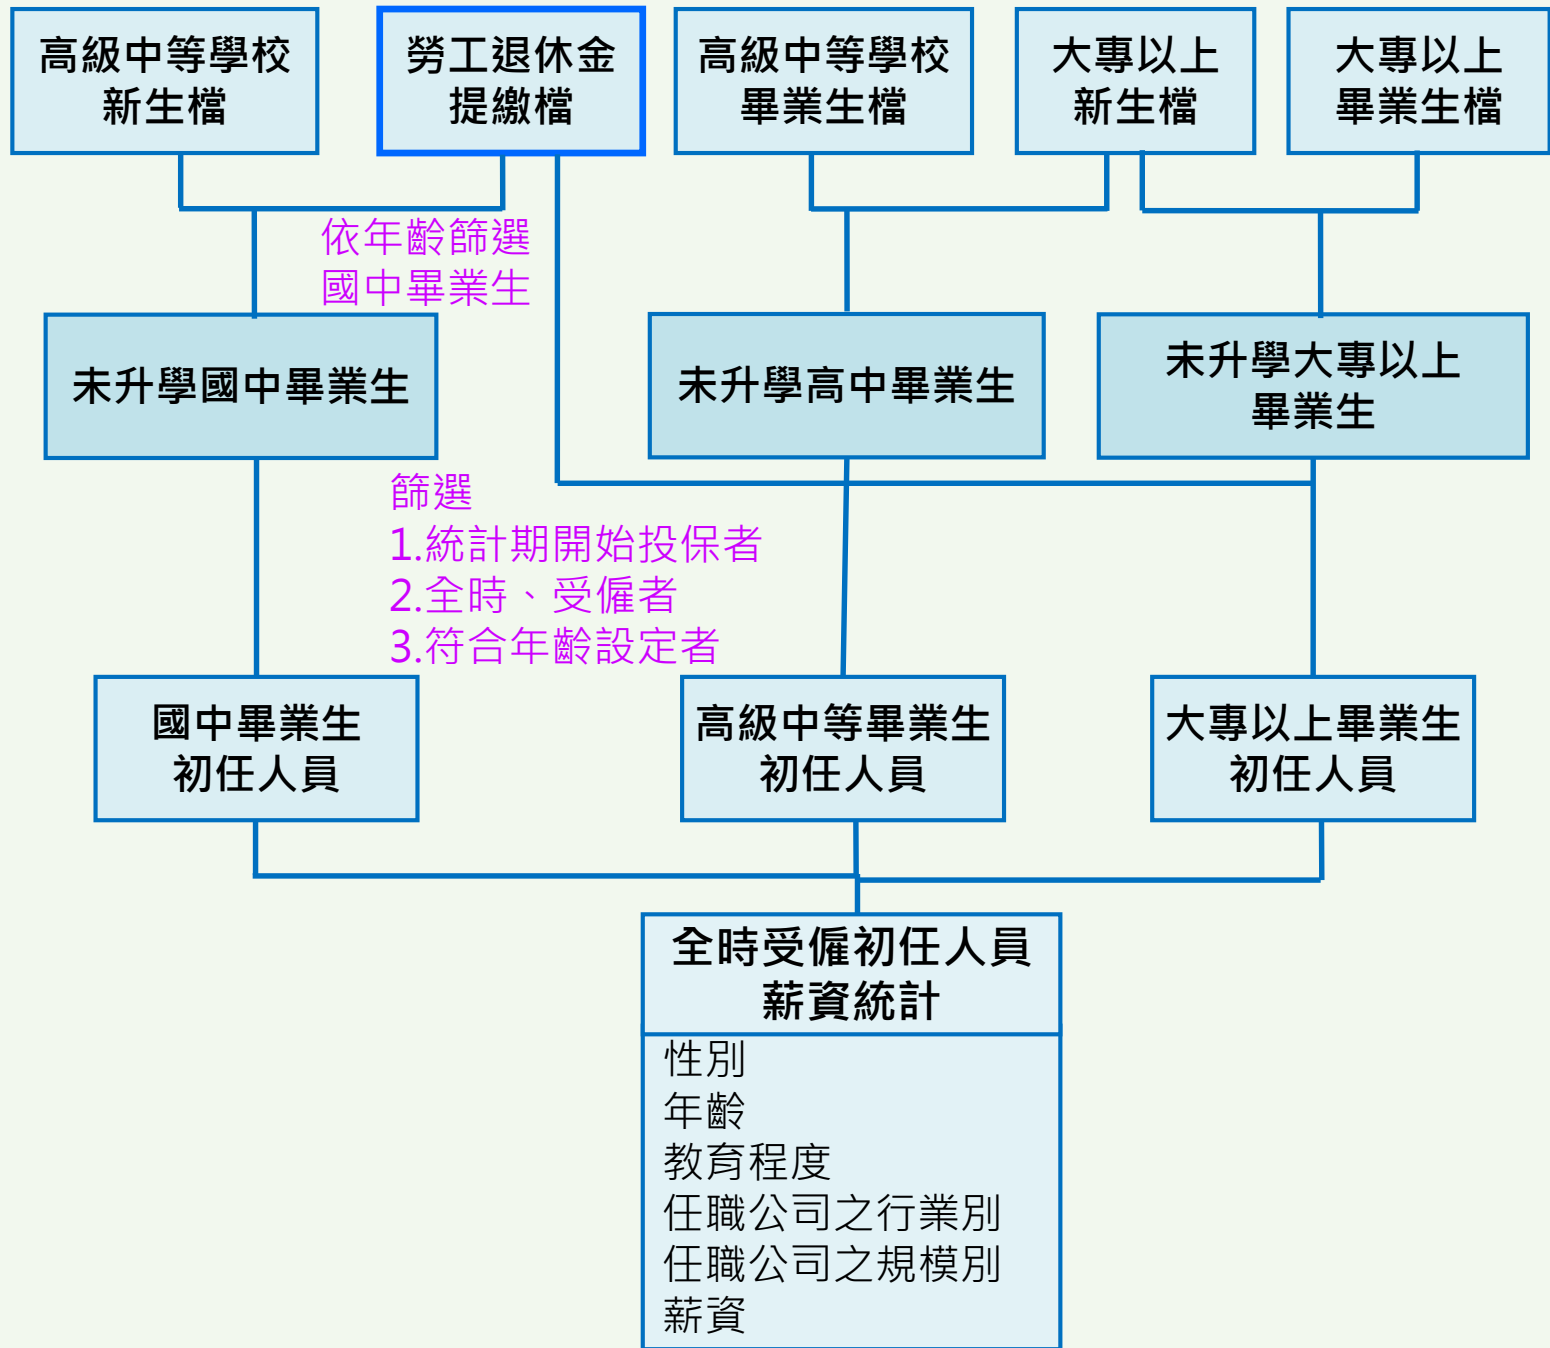 高級中等學校
新生檔
勞工退休金
提繳檔
高級中等學校
畢業生檔
大專以上
新生檔
大專以上
畢業生檔
依年齡篩選
國中畢業生
未升學國中畢業生
未升學高中畢業生
未升學大專以上
畢業生
篩選
1.統計期開始投保者
2.全時、受僱者
3.符合年齡設定者
國中畢業生
初任人員
高級中等畢業生
初任人員
大專以上畢業生
初任人員
全時受僱初任人員
薪資統計
性別
年齡
教育程度
任職公司之行業別
任職公司之規模別
薪資